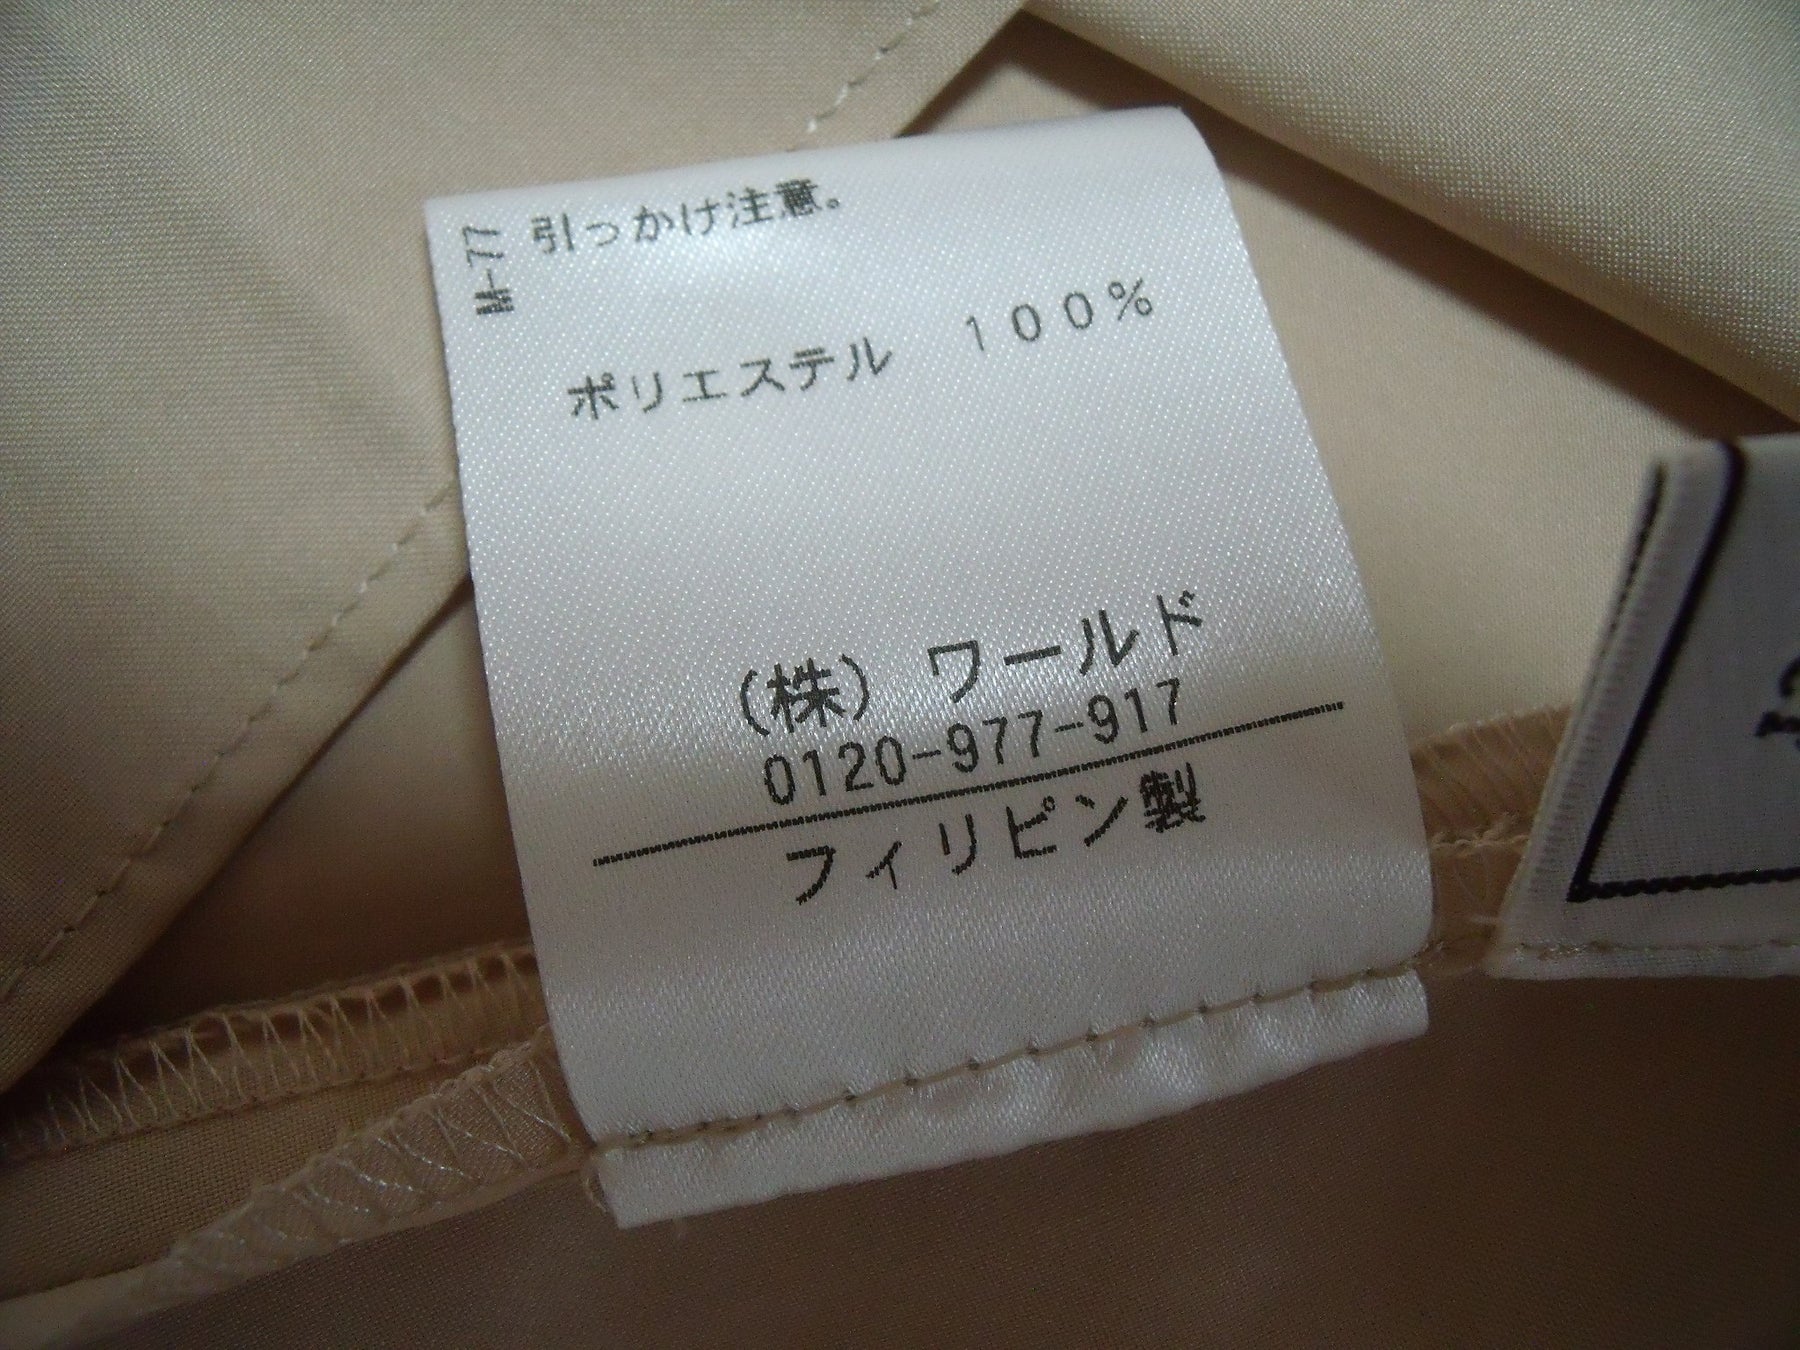 M-77
引っかけ注意。
ポリエステル 100%
(株) ワールド
0120-977-917
フィリピン製